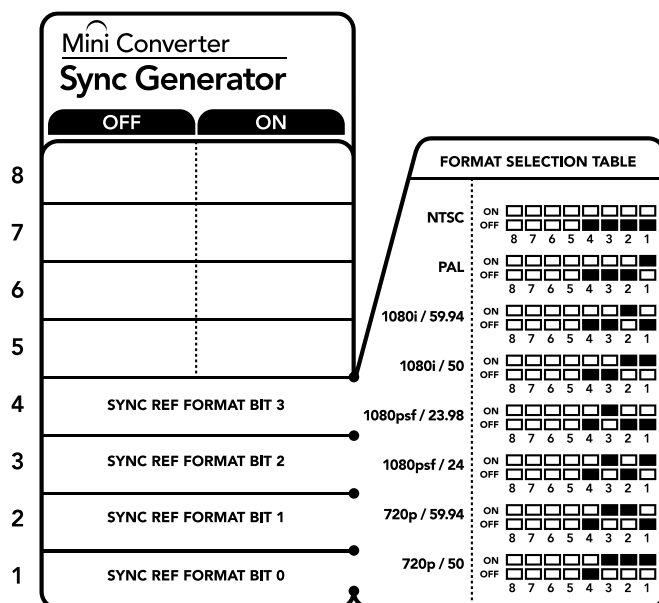 Mini Converter
Sync Generator
OFF ON
8
7
6
5
4 SYNC REF FORMAT BIT 3
3 SYNC REF FORMAT BIT 2
2 SYNC REF FORMAT BIT 1
1 SYNC REF FORMAT BIT 0
FORMAT SELECTION TABLE
NTSC
ON
OFF
8 7 6 5 4 3 2 1
PAL
ON
OFF
8 7 6 5 4 3 2 1
1080i / 59.94
ON
OFF
8 7 6 5 4 3 2 1
1080i / 50
ON
OFF
8 7 6 5 4 3 2 1
1080psf / 23.98
ON
OFF
8 7 6 5 4 3 2 1
1080psf / 24
ON
OFF
8 7 6 5 4 3 2 1
720p / 59.94
ON
OFF
8 7 6 5 4 3 2 1
720p / 50
ON
OFF
8 7 6 5 4 3 2 1